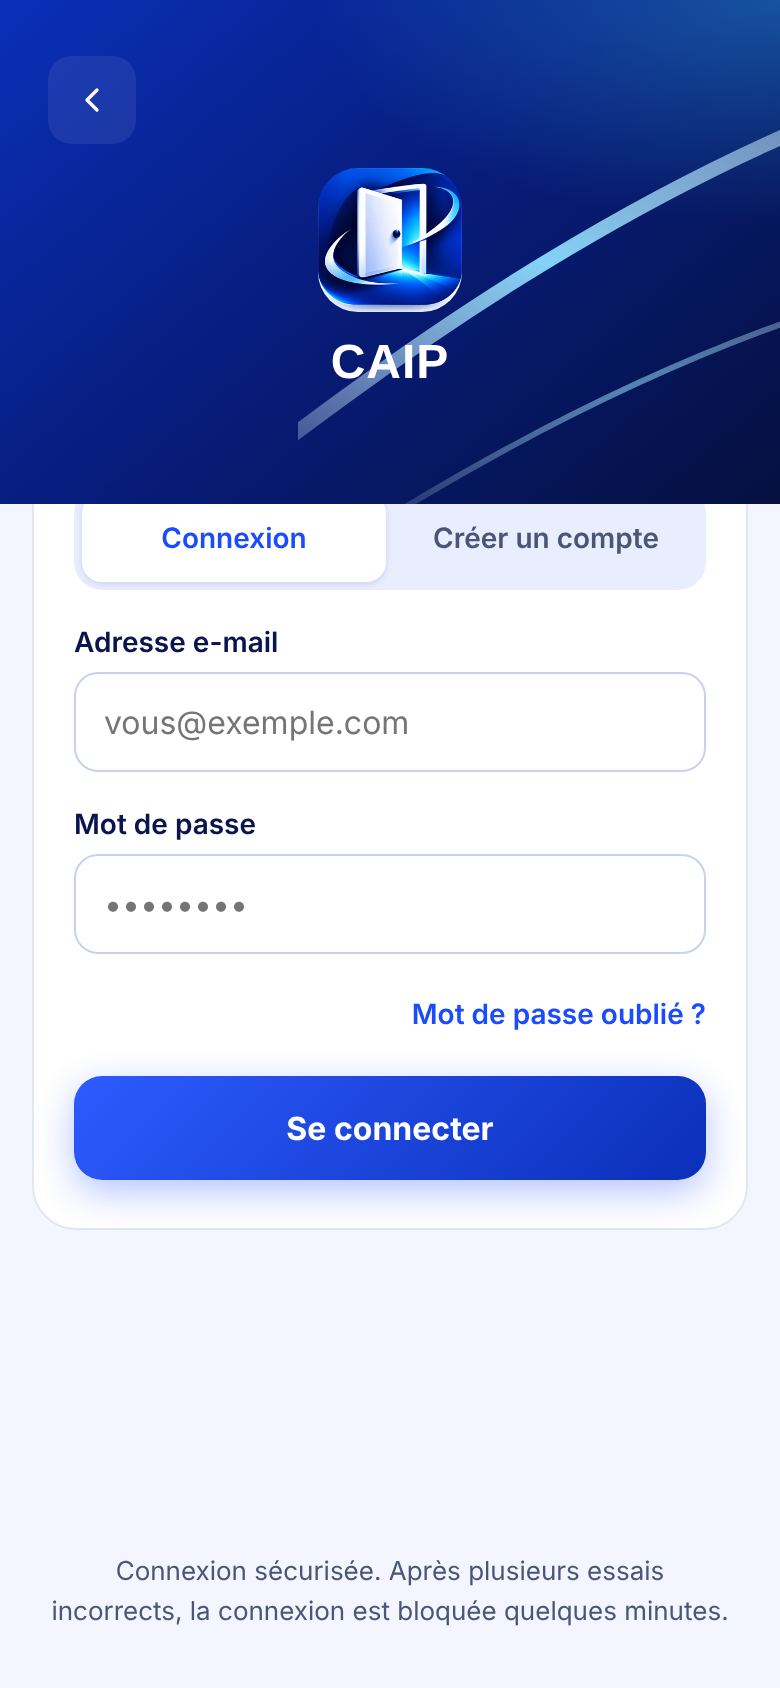 CAIP
Connexion
Créer un compte
Adresse e-mail
vous@exemple.com
Mot de passe
••••••••
Mot de passe oublié ?
Se connecter
Connexion sécurisée. Après plusieurs essais
incorrects, la connexion est bloquée quelques minutes.